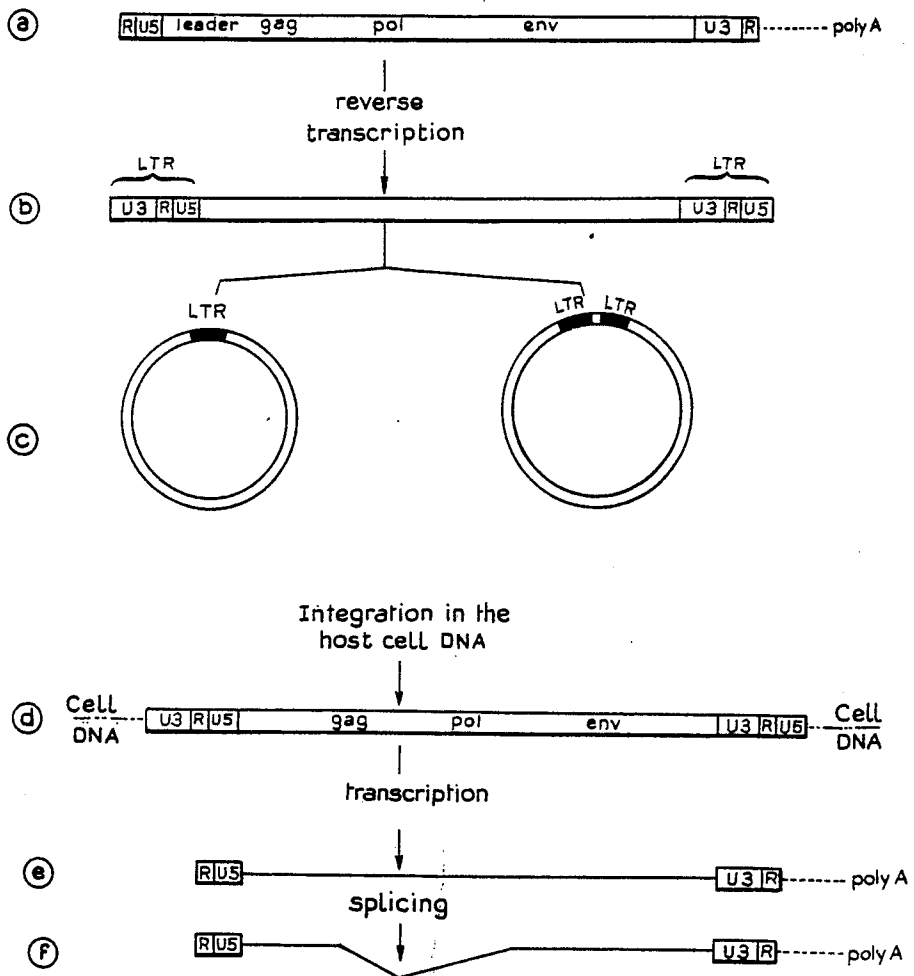 a R U5 leader gag pol env U3 R poly A
reverse
transcription
LTR LTR
b U3 R U5 U3 R U5
LTR LTR LTR
c
Integration in the
host cell DNA
d Cell DNA U3 R U5 gag pol env U3 R U5 Cell DNA
transcription
e R U5 U3 R poly A
splicing
f R U5 U3 R poly A